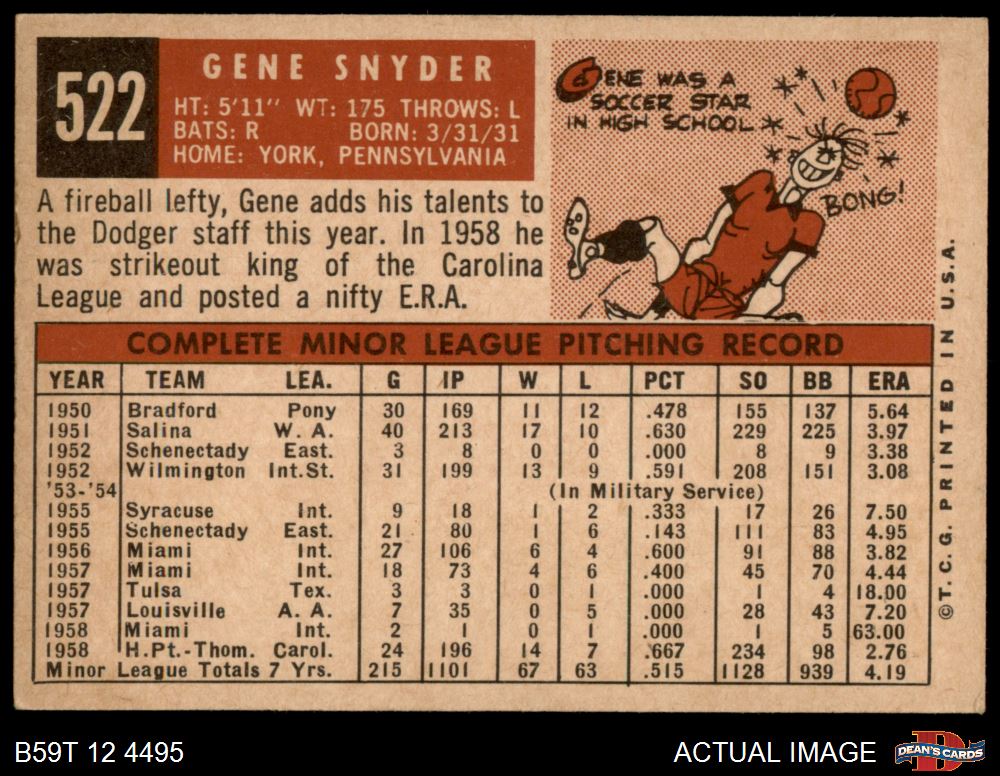 522
GENE SNYDER
HT: 5'11" WT: 175 THROWS: L
BATS: R BORN: 3/31/31
HOME: YORK, PENNSYLVANIA
A fireball lefty, Gene adds his talents to
the Dodger staff this year. In 1958 he
was strikeout king of the Carolina
League and posted a nifty E.R.A.
GENE WAS A
SOCCER STAR
IN HIGH SCHOOL
BONG!
COMPLETE MINOR LEAGUE PITCHING RECORD
YEAR TEAM LEA. G IP W L PCT SO BB ERA
1950 Bradford Pony 30 169 11 12 .478 155 137 5.64
1951 Salina W. A. 40 213 17 10 .630 229 225 3.97
1952 Schenectady East. 3 8 0 0 .000 8 9 3.38
1952 Wilmington Int.St. 31 199 13 9 .591 208 151 3.08
'53-'54 (In Military Service)
1955 Syracuse Int. 9 18 1 2 .333 17 26 7.50
1955 Schenectady East. 21 80 1 6 .143 111 83 4.95
1956 Miami Int. 27 106 6 4 .600 91 88 3.82
1957 Miami Int. 18 73 4 6 .400 45 70 4.44
1957 Tulsa Tex. 3 3 0 1 .000 1 4 18.00
1957 Louisville A. A. 7 35 0 5 .000 28 43 7.20
1958 Miami Int. 2 1 0 1 .000 1 5 63.00
1958 H.Pt.-Thom. Carol. 24 196 14 7 .667 234 98 2.76
Minor League Totals 7 Yrs. 215 1101 67 63 .515 1128 939 4.19
© T. C. G. PRINTED IN U.S.A.
B59T 12 4495
ACTUAL IMAGE
D
DEAN'S CARDS